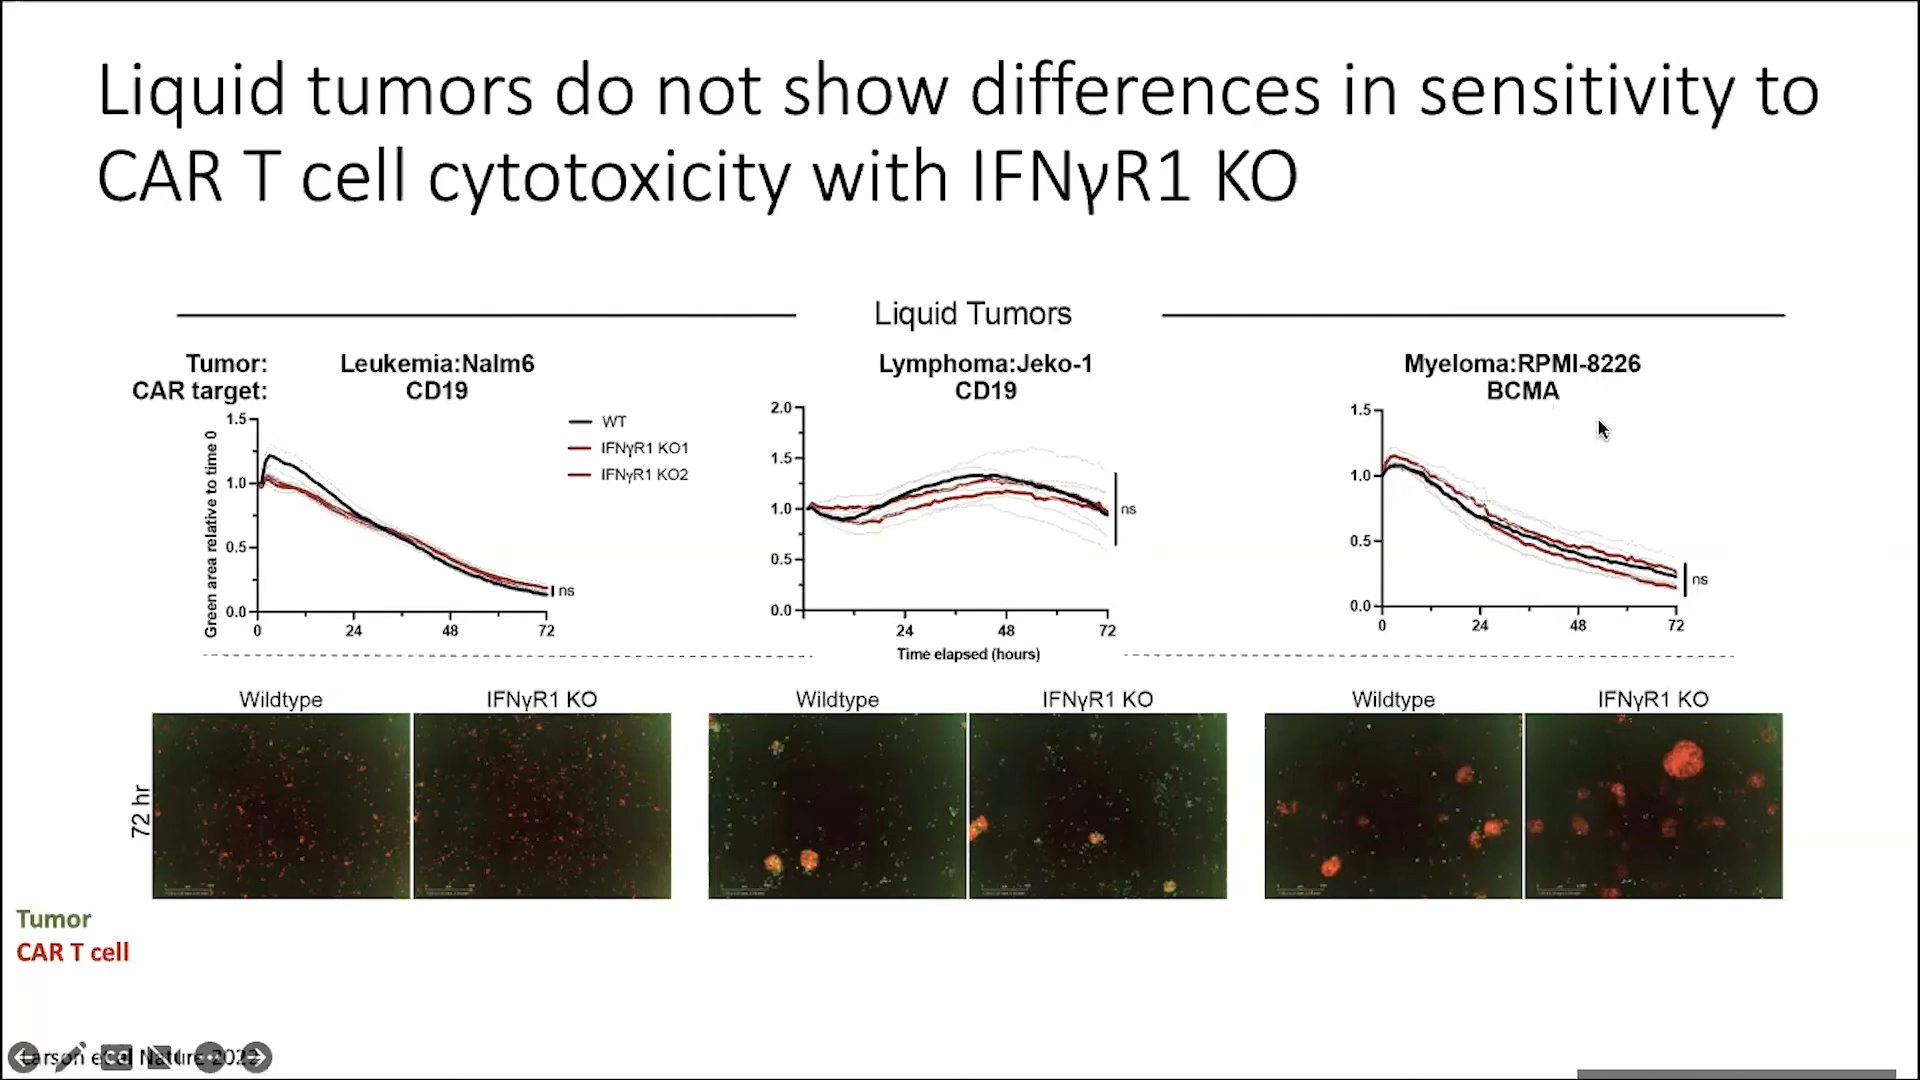 Liquid tumors do not show differences in sensitivity to
CAR T cell cytotoxicity with IFNγR1 KO
Liquid Tumors
Tumor:
CAR target:
Leukemia:Nalm6
CD19
Green area relative to time 0
1.5
1.0
0.5
0.0
0
24
48
72
ns
WT
IFNγR1 KO1
IFNγR1 KO2
Lymphoma:Jeko-1
CD19
2.0
1.5
1.0
0.5
0.0
24
48
72
ns
Time elapsed (hours)
Myeloma:RPMI-8226
BCMA
1.5
1.0
0.5
0.0
0
24
48
72
ns
Wildtype
IFNγR1 KO
Wildtype
IFNγR1 KO
Wildtype
IFNγR1 KO
72 hr
Tumor
CAR T cell
Larson et al Nature 2022